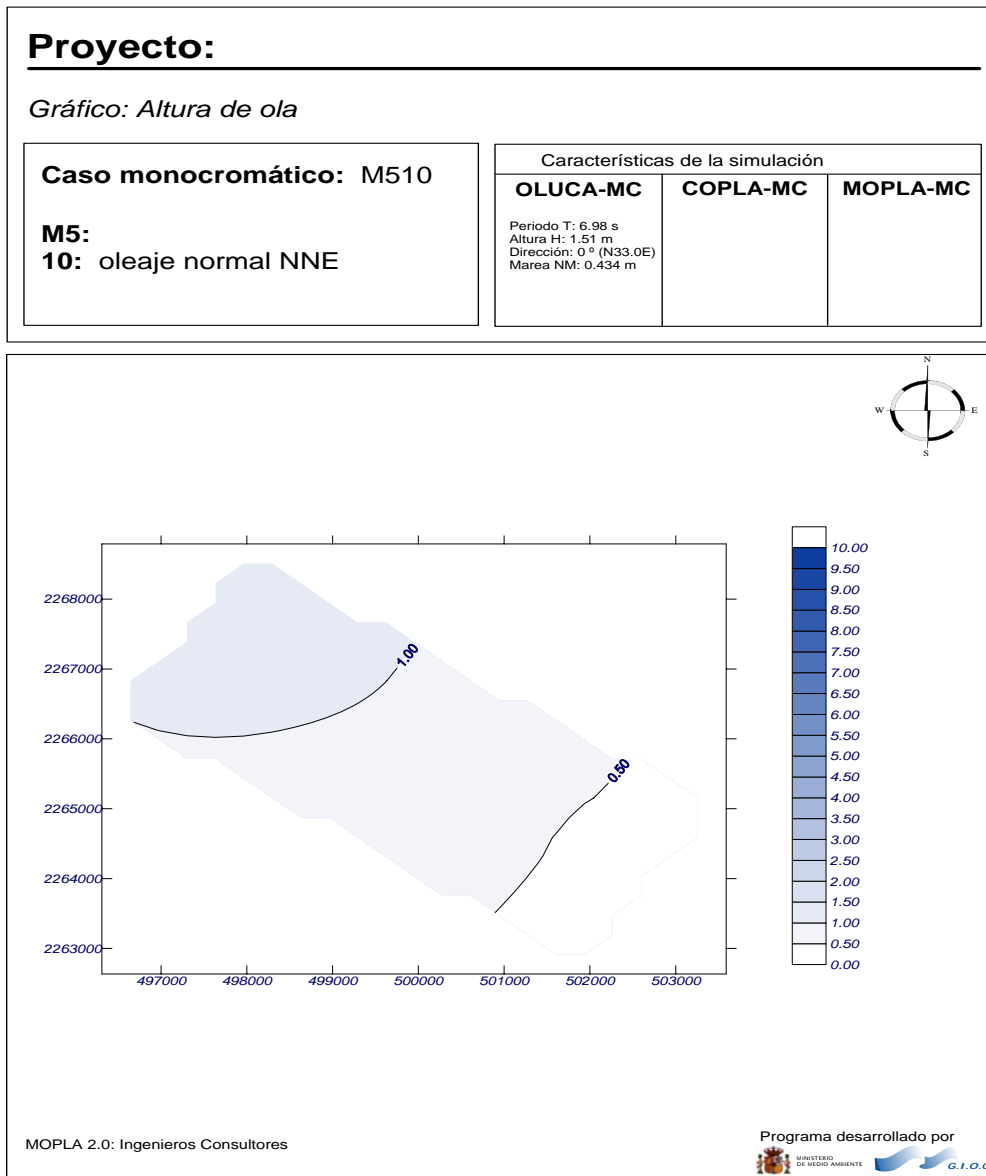 Proyecto:
Gráfico: Altura de ola
Caso monocromático: M510
M5:
10: oleaje normal NNE
Características de la simulación
OLUCA-MC COPLA-MC MOPLA-MC
Periodo T: 6.98 s
Altura H: 1.51 m
Dirección: 0 º (N33.0E)
Marea NM: 0.434 m
N
W E
S
10.00
9.50
9.00
8.50
8.00
7.50
7.00
6.50
6.00
5.50
5.00
4.50
4.00
3.50
3.00
2.50
2.00
1.50
1.00
0.50
0.00
2268000
2267000
2266000
2265000
2264000
2263000
1.00
0.50
497000 498000 499000 500000 501000 502000 503000
MOPLA 2.0: Ingenieros Consultores
Programa desarrollado por
MINISTERIO
DE MEDIO AMBIENTE
G.I.O.C